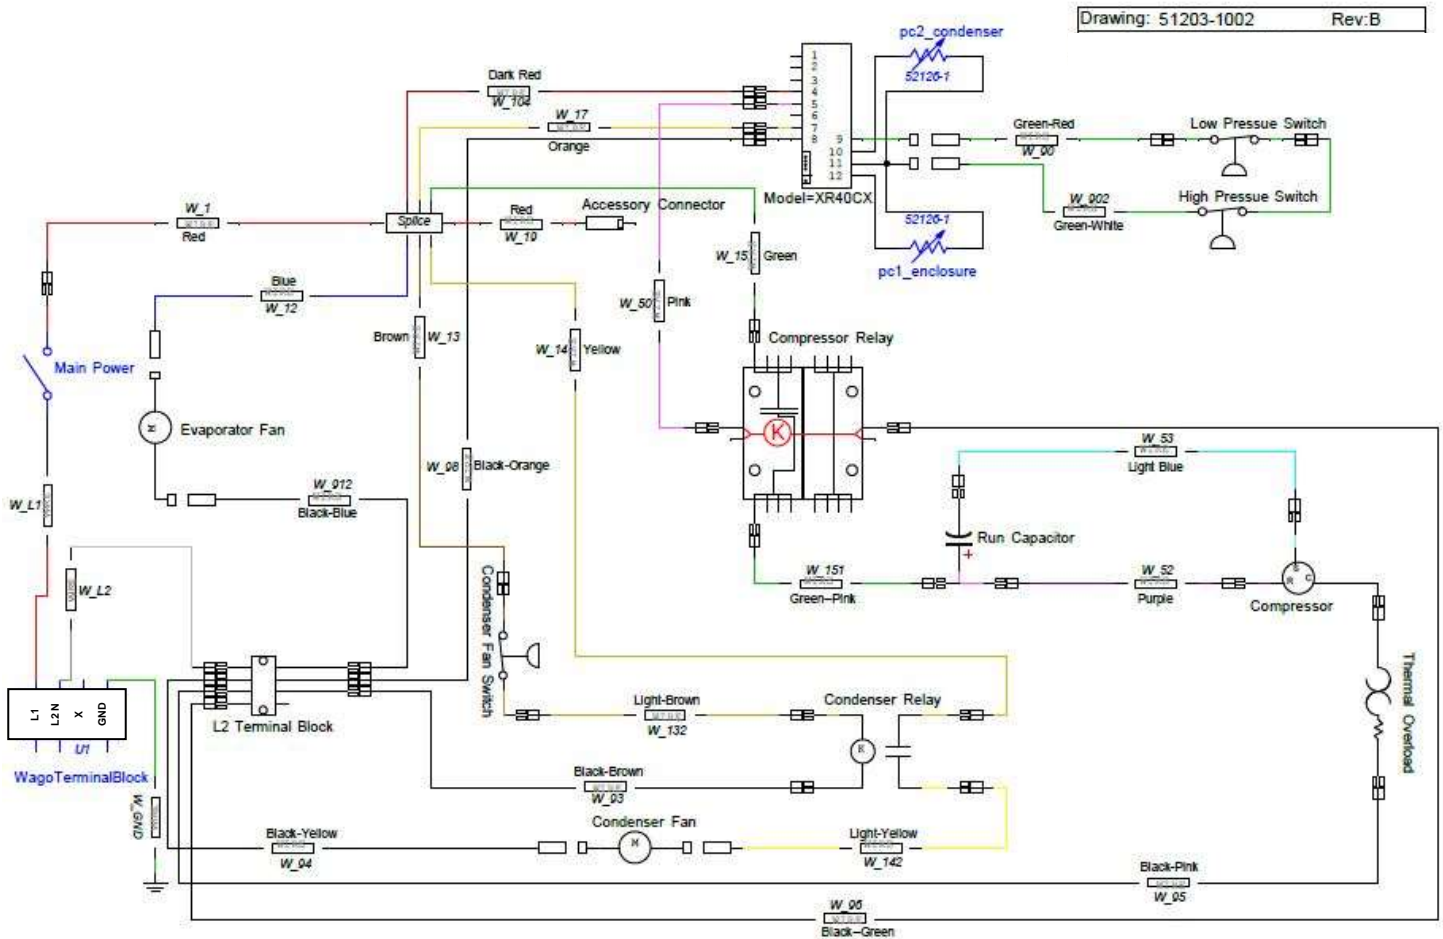 Drawing: 51203-1002 Rev:B
pc2_condenser
52126-1
1
2
3
4
5
6
7
8
9
10
11
12
Model=XR40CX
Dark Red
W_104
W_17
Orange
Green-Red
W_90
Low Pressue Switch
High Pressue Switch
W_902
Green-White
52126-1
pc1_enclosure
W_1
Red
Splice
Red
W_19
Accessory Connector
W_15
Green
Blue
W_12
W_50
Pink
Brown
W_13
W_14
Yellow
Compressor Relay
K
Main Power
M
Evaporator Fan
W_98
Black-Orange
W_53
Light Blue
W_L1
W_912
Black-Blue
Run Capacitor
+
W_L2
Condenser Fan Switch
W_151
Green-Pink
W_52
Purple
S
R
C
Compressor
Thermal Overload
L1
L2 N
X
GND
U1
WagoTerminalBlock
L2 Terminal Block
Light-Brown
W_132
Condenser Relay
K
Black-Brown
W_93
W_GND
Black-Yellow
W_94
Condenser Fan
M
Light-Yellow
W_142
Black-Pink
W_95
W_96
Black-Green